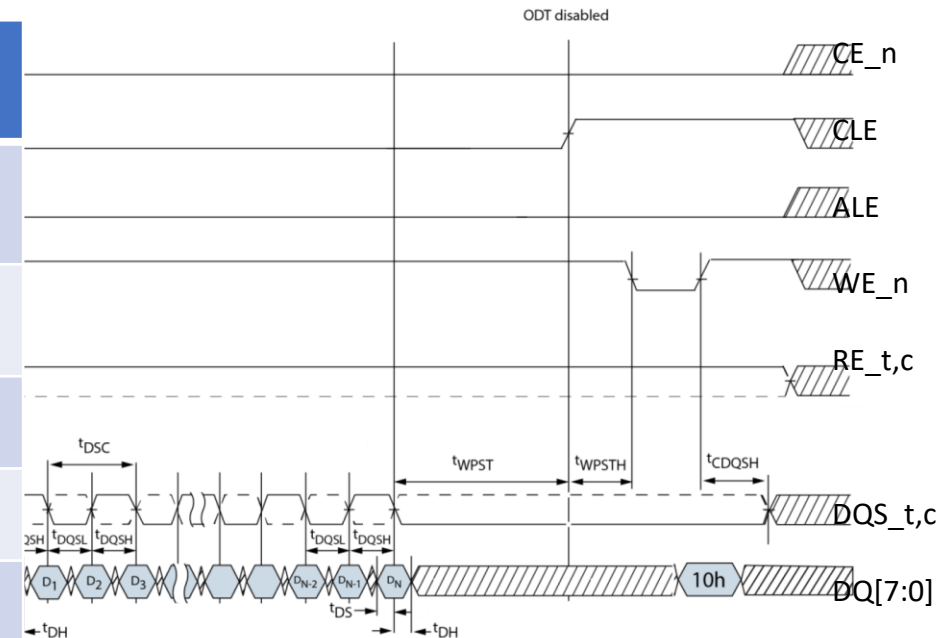 ODT disabled
CE_n
CLE
ALE
WE_n
RE_t,c
tDSC
tWPST
tWPSTH
tCDQSH
DQS_t,c
QSH tDQSL tDQSH
tDQSL tDQSH
D1 D2 D3 DN-2 DN-1 DN
10h
DQ[7:0]
tDS
tDH
tDH